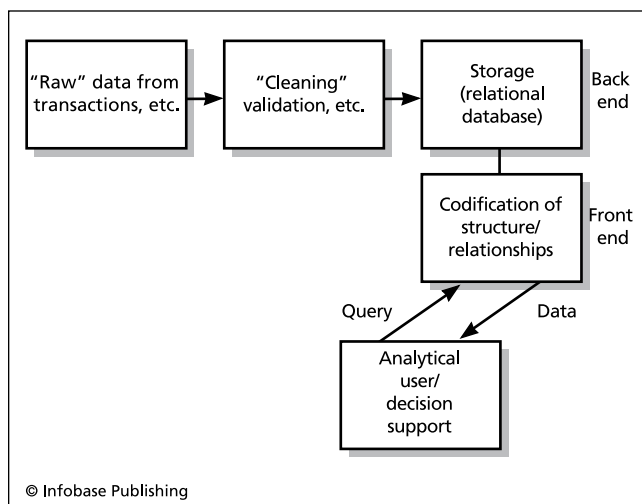 “Raw” data from
transactions, etc.
“Cleaning”
validation, etc.
Storage
(relational
database)
Back
end
Codification of
structure/
relationships
Front
end
Query
Data
Analytical
user/
decision
support
© Infobase Publishing